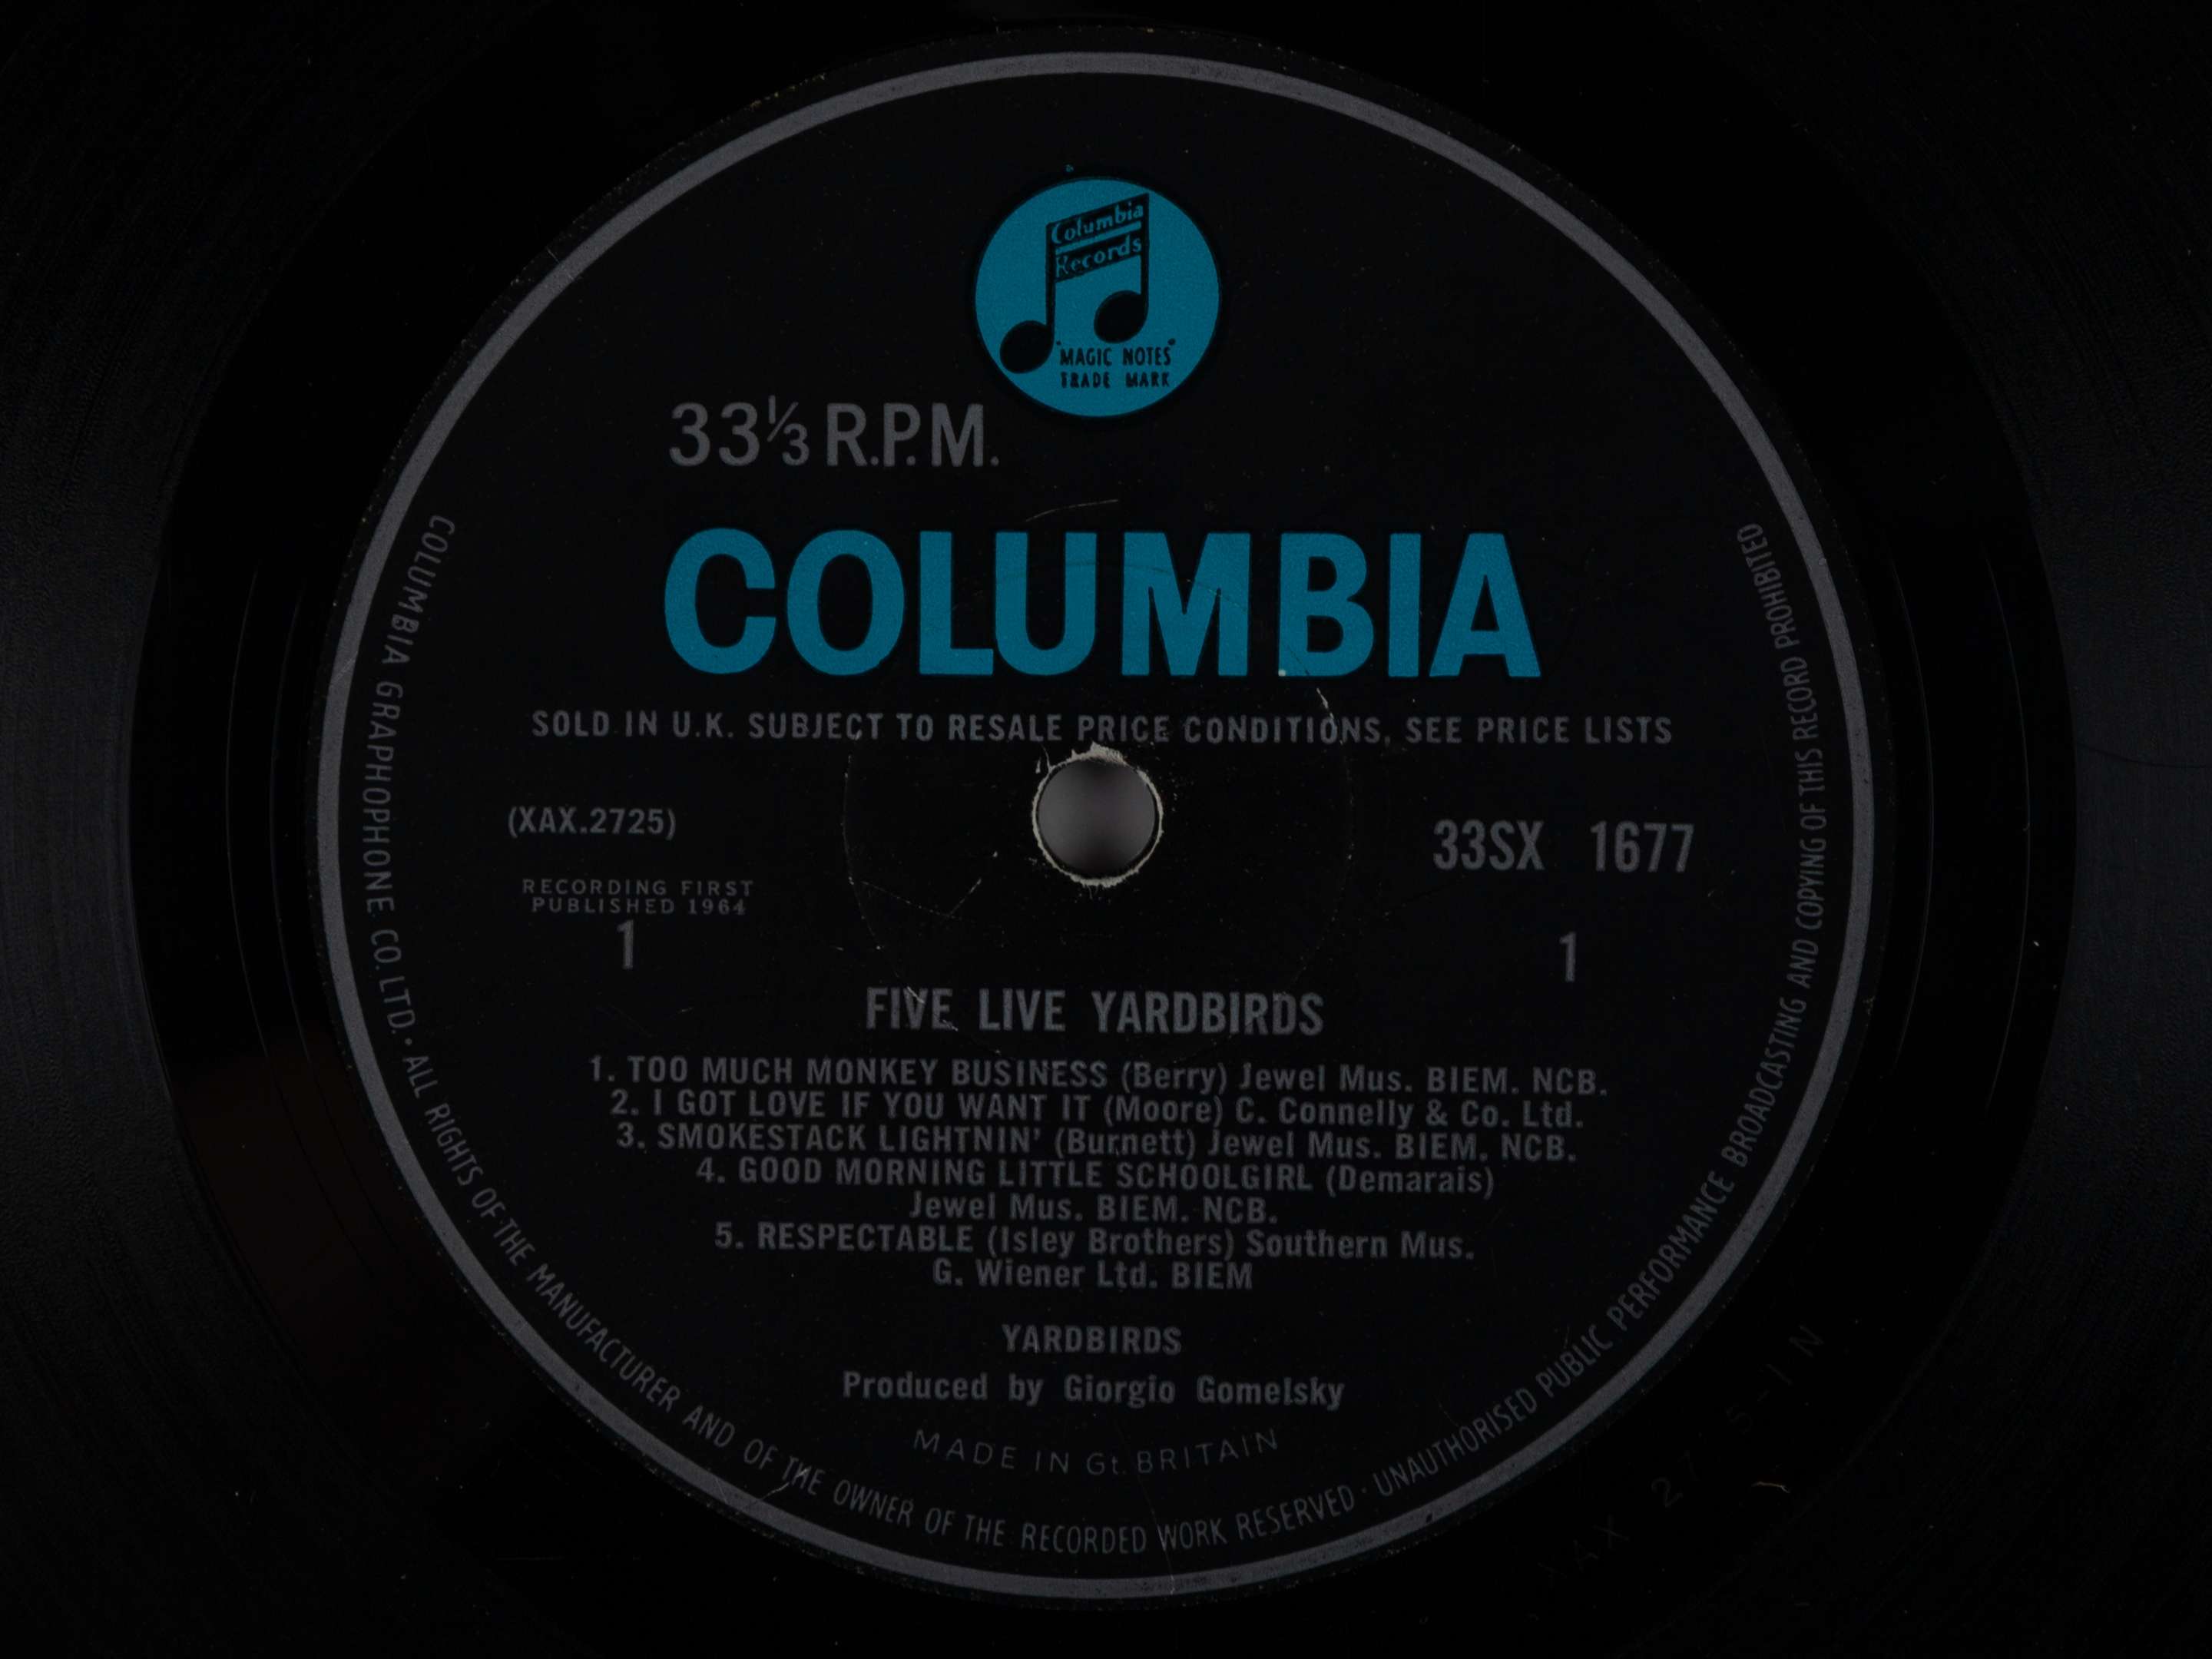 Columbia
Records
"MAGIC NOTES"
TRADE MARK
33⅓ R.P.M.
COLUMBIA
SOLD IN U.K. SUBJECT TO RESALE PRICE CONDITIONS, SEE PRICE LISTS
(XAX.2725)
33SX 1677
RECORDING FIRST
PUBLISHED 1964
1
1
FIVE LIVE YARDBIRDS
1. TOO MUCH MONKEY BUSINESS (Berry) Jewel Mus. BIEM. NCB.
2. I GOT LOVE IF YOU WANT IT (Moore) C. Connelly & Co. Ltd.
3. SMOKESTACK LIGHTNIN' (Burnett) Jewel Mus. BIEM. NCB.
4. GOOD MORNING LITTLE SCHOOLGIRL (Demarais)
Jewel Mus. BIEM. NCB.
5. RESPECTABLE (Isley Brothers) Southern Mus.
G. Wiener Ltd. BIEM
YARDBIRDS
Produced by Giorgio Gomelsky
MADE IN Gt. BRITAIN
COLUMBIA GRAPHOPHONE CO. LTD. · ALL RIGHTS OF THE MANUFACTURER AND OF THE OWNER OF THE RECORDED WORK RESERVED · UNAUTHORISED PUBLIC PERFORMANCE BROADCASTING AND COPYING OF THIS RECORD PROHIBITED